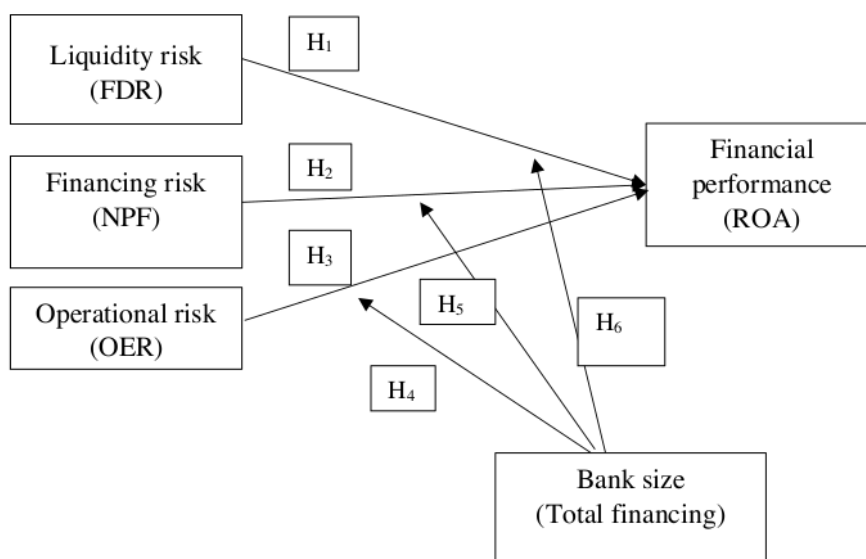 Liquidity risk
(FDR)
H₁
Financing risk
(NPF)
H₂
Financial
performance
(ROA)
H₃
Operational risk
(OER)
H₅
H₆
H₄
Bank size
(Total financing)